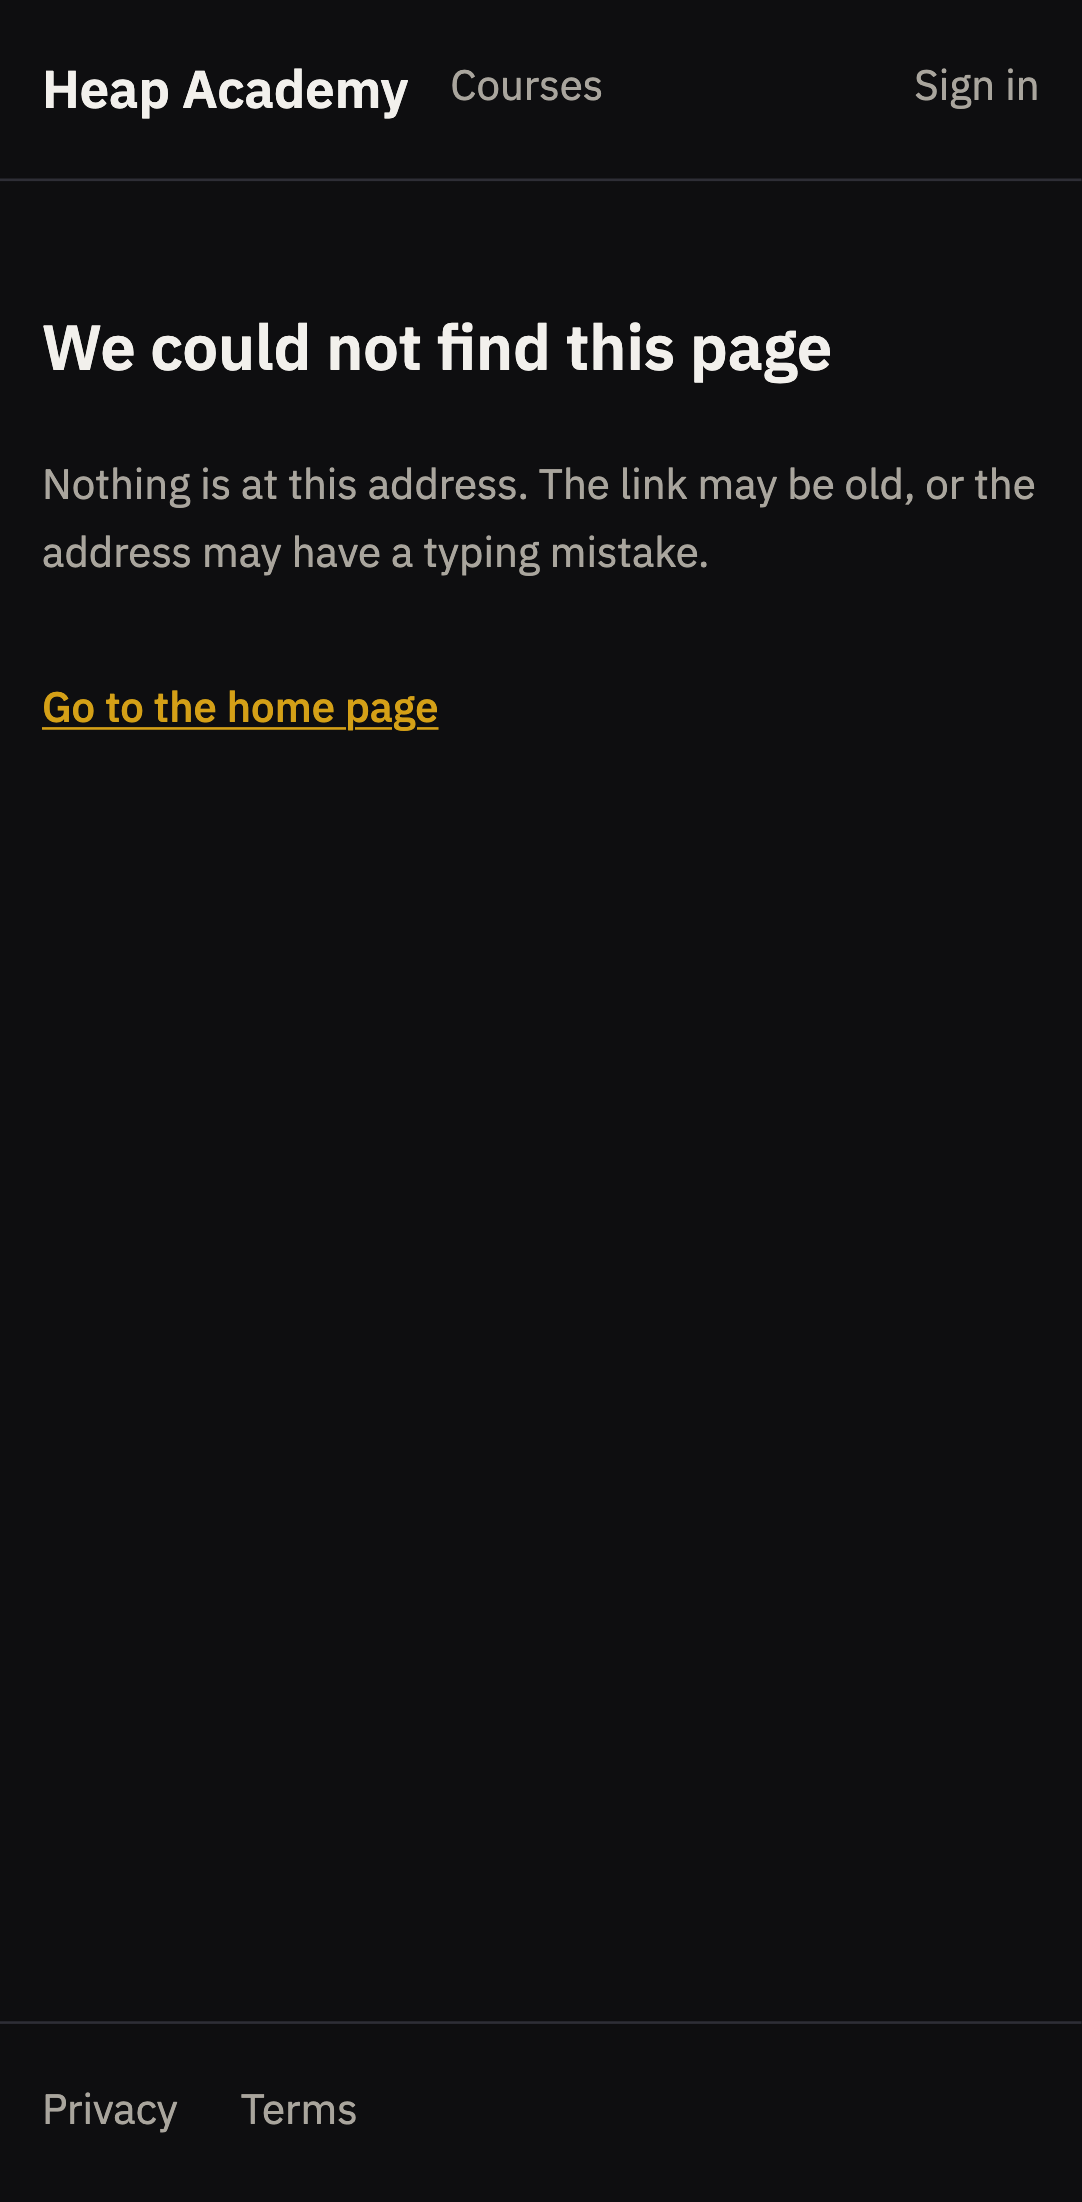 Heap Academy Courses Sign in
We could not find this page
Nothing is at this address. The link may be old, or the
address may have a typing mistake.
Go to the home page
Privacy Terms